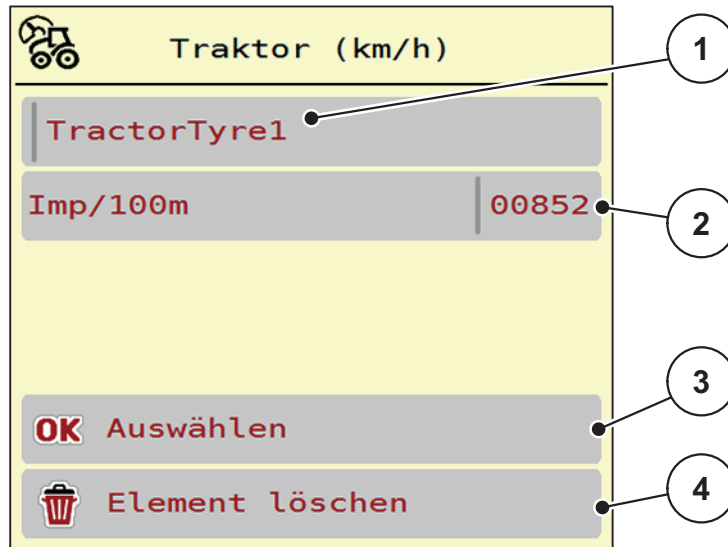 Traktor (km/h)
1
TractorTyre1
Imp/100m 00852
2
3
OK Auswählen
4
Element löschen